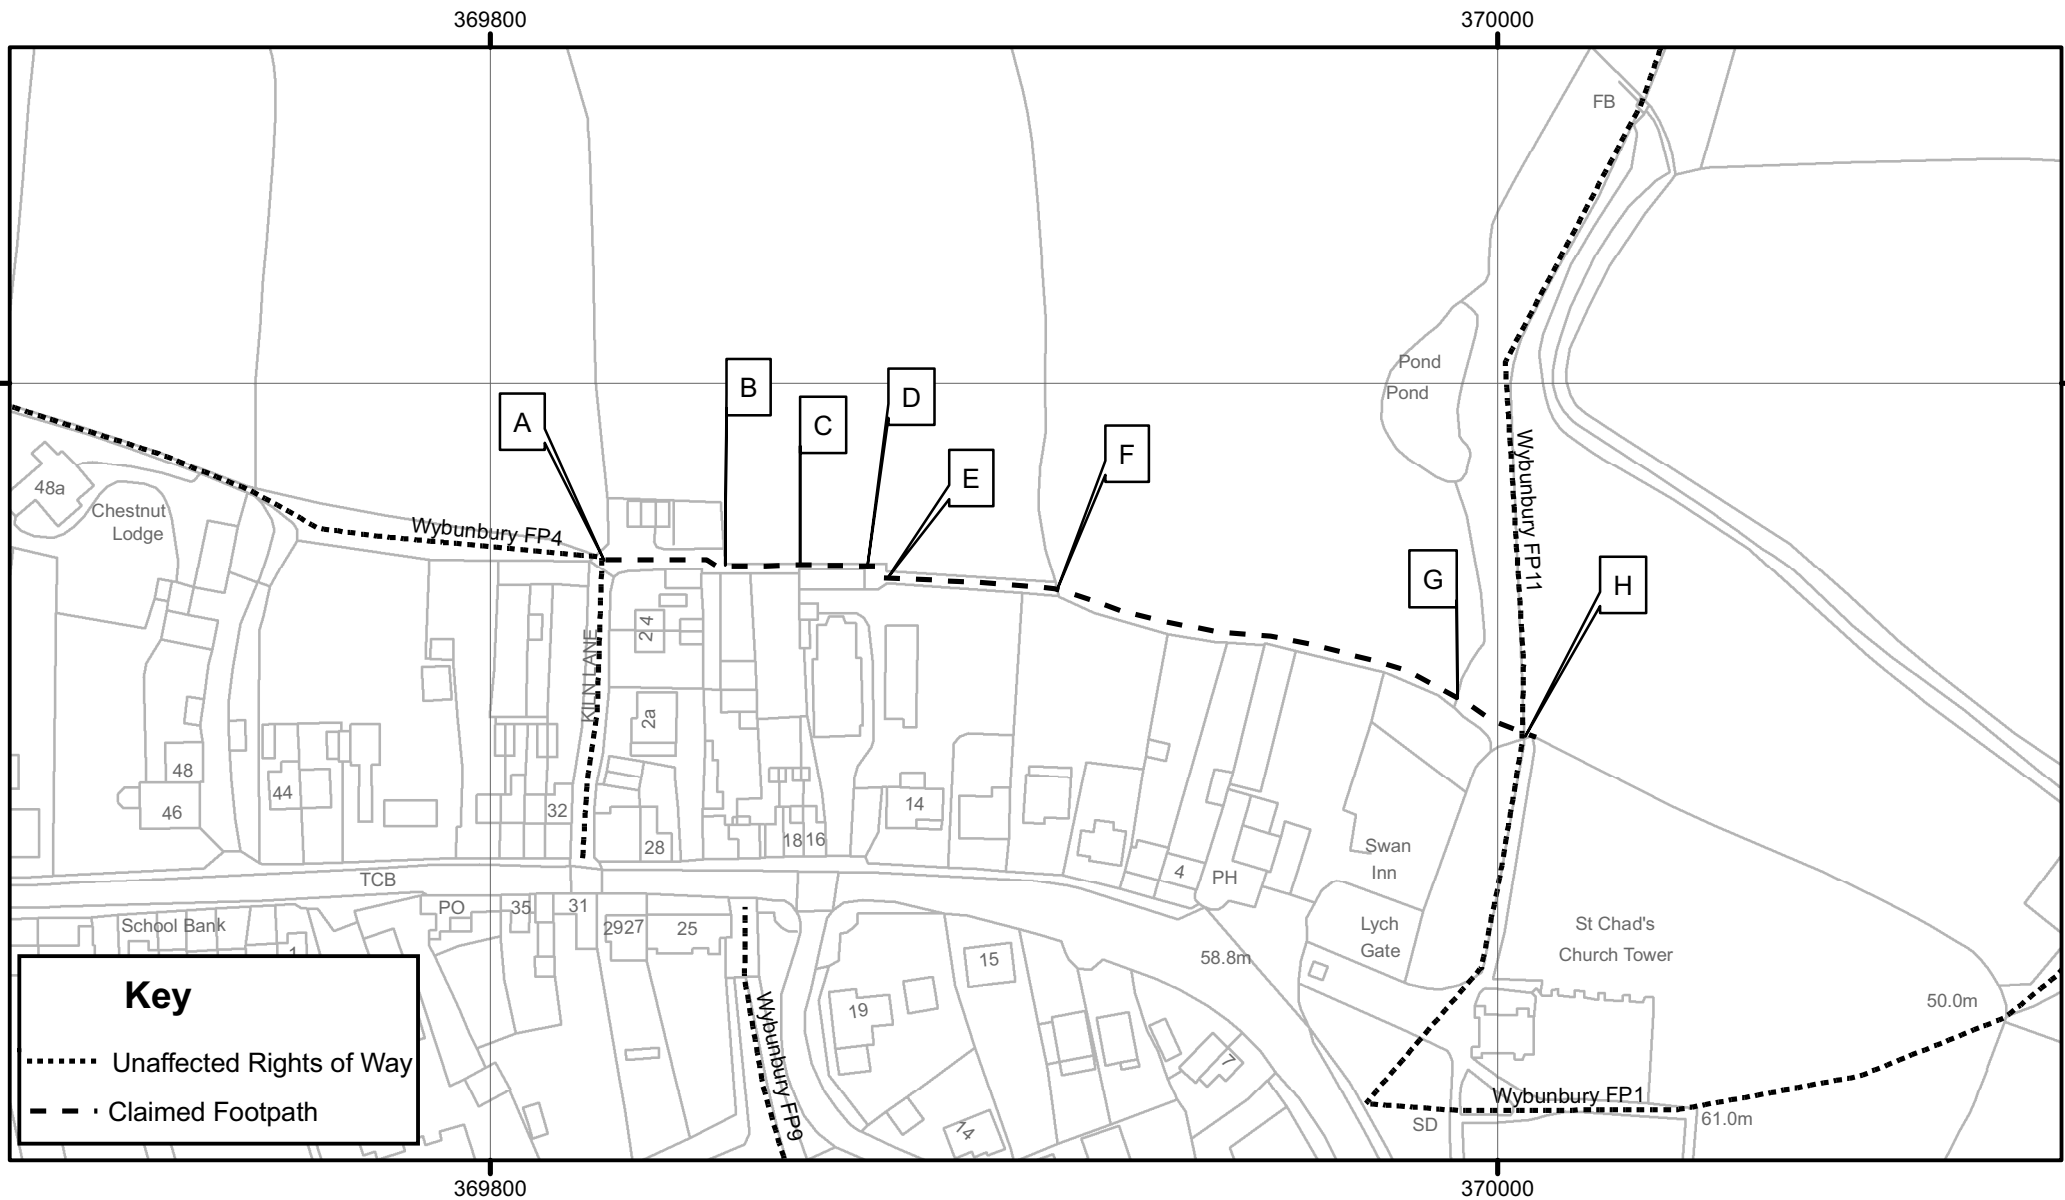 369800
370000
FB
Pond
Pond
B
D
C
A
F
E
Wybunbury FP11
48a
Chestnut
Lodge
Wybunbury FP4
G
H
24
KILN LANE
2a
48
44
46
32
14
28
18
16
Swan
Inn
4
PH
TCB
PO
35
31
School Bank
2927
25
St Chad's
Church Tower
Lych
Gate
58.8m
15
1
Key
50.0m
19
Wybunbury FP9
Unaffected Rights of Way
7
Wybunbury FP1
Claimed Footpath
SD
61.0m
14
369800
370000